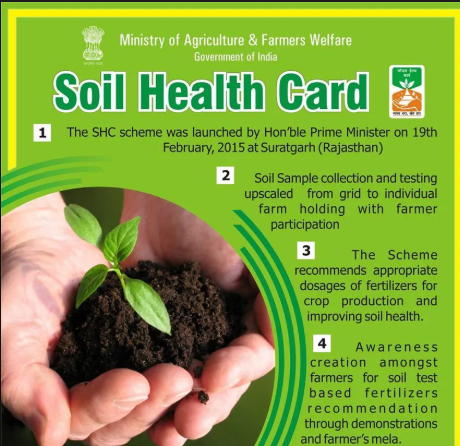 Ministry of Agriculture & Farmers Welfare
Government of India
Soil Health Card
1 The SHC scheme was launched by Hon'ble Prime Minister on 19th
February, 2015 at Suratgarh (Rajasthan)
2 Soil Sample collection and testing
upscaled from grid to individual
farm holding with farmer
participation
3 The Scheme
recommends appropriate
dosages of fertilizers for
crop production and
improving soil health.
4 Awareness
creation amongst
farmers for soil test
based fertilizers
recommendation
through demonstrations
and farmer's mela.